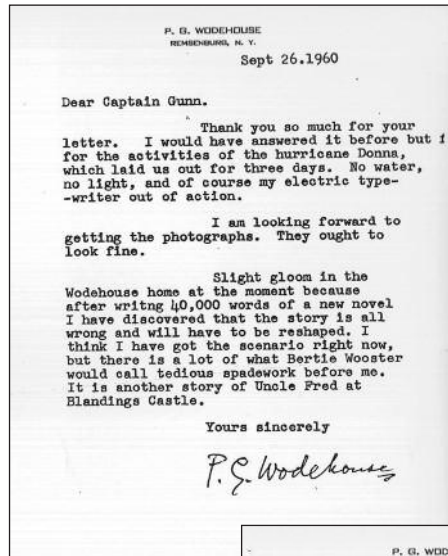 P. G. WODEHOUSE
REMSENBURG, N. Y.
Sept 26.1960
Dear Captain Gunn.
Thank you so much for your
letter. I would have answered it before but
for the activities of the hurricane Donna,
which laid us out for three days. No water,
no light, and of course my electric type-
-writer out of action.
I am looking forward to
getting the photographs. They ought to
look fine.
Slight gloom in the
Wodehouse home at the moment because
after writng 40,000 words of a new novel
I have discovered that the story is all
wrong and will have to be reshaped. I
think I have got the scenario right now,
but there is a lot of what Bertie Wooster
would call tedious spadework before me.
It is another story of Uncle Fred at
Blandings Castle.
Yours sincerely
P. G. Wodehouse
P. G. WOD